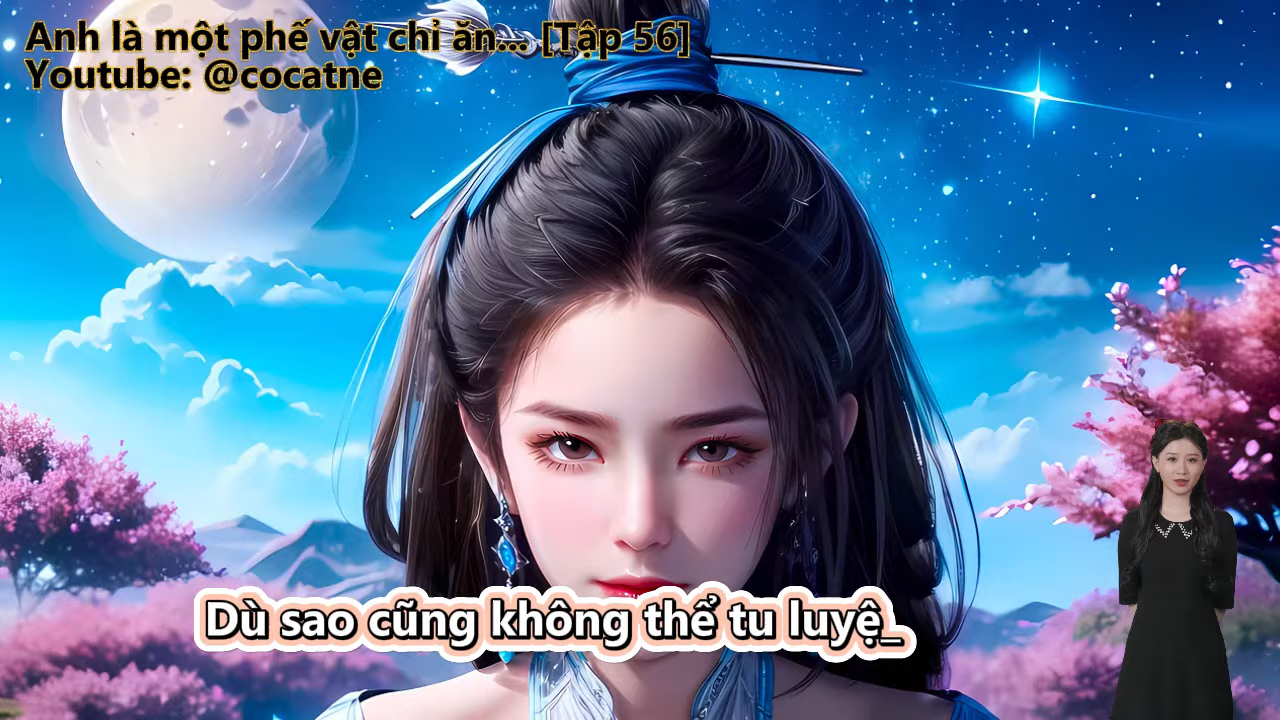 Anh là một phế vật chỉ ăn... [Tập 56]
Youtube: @cocatne
Dù sao cũng không thể tu luyệ_